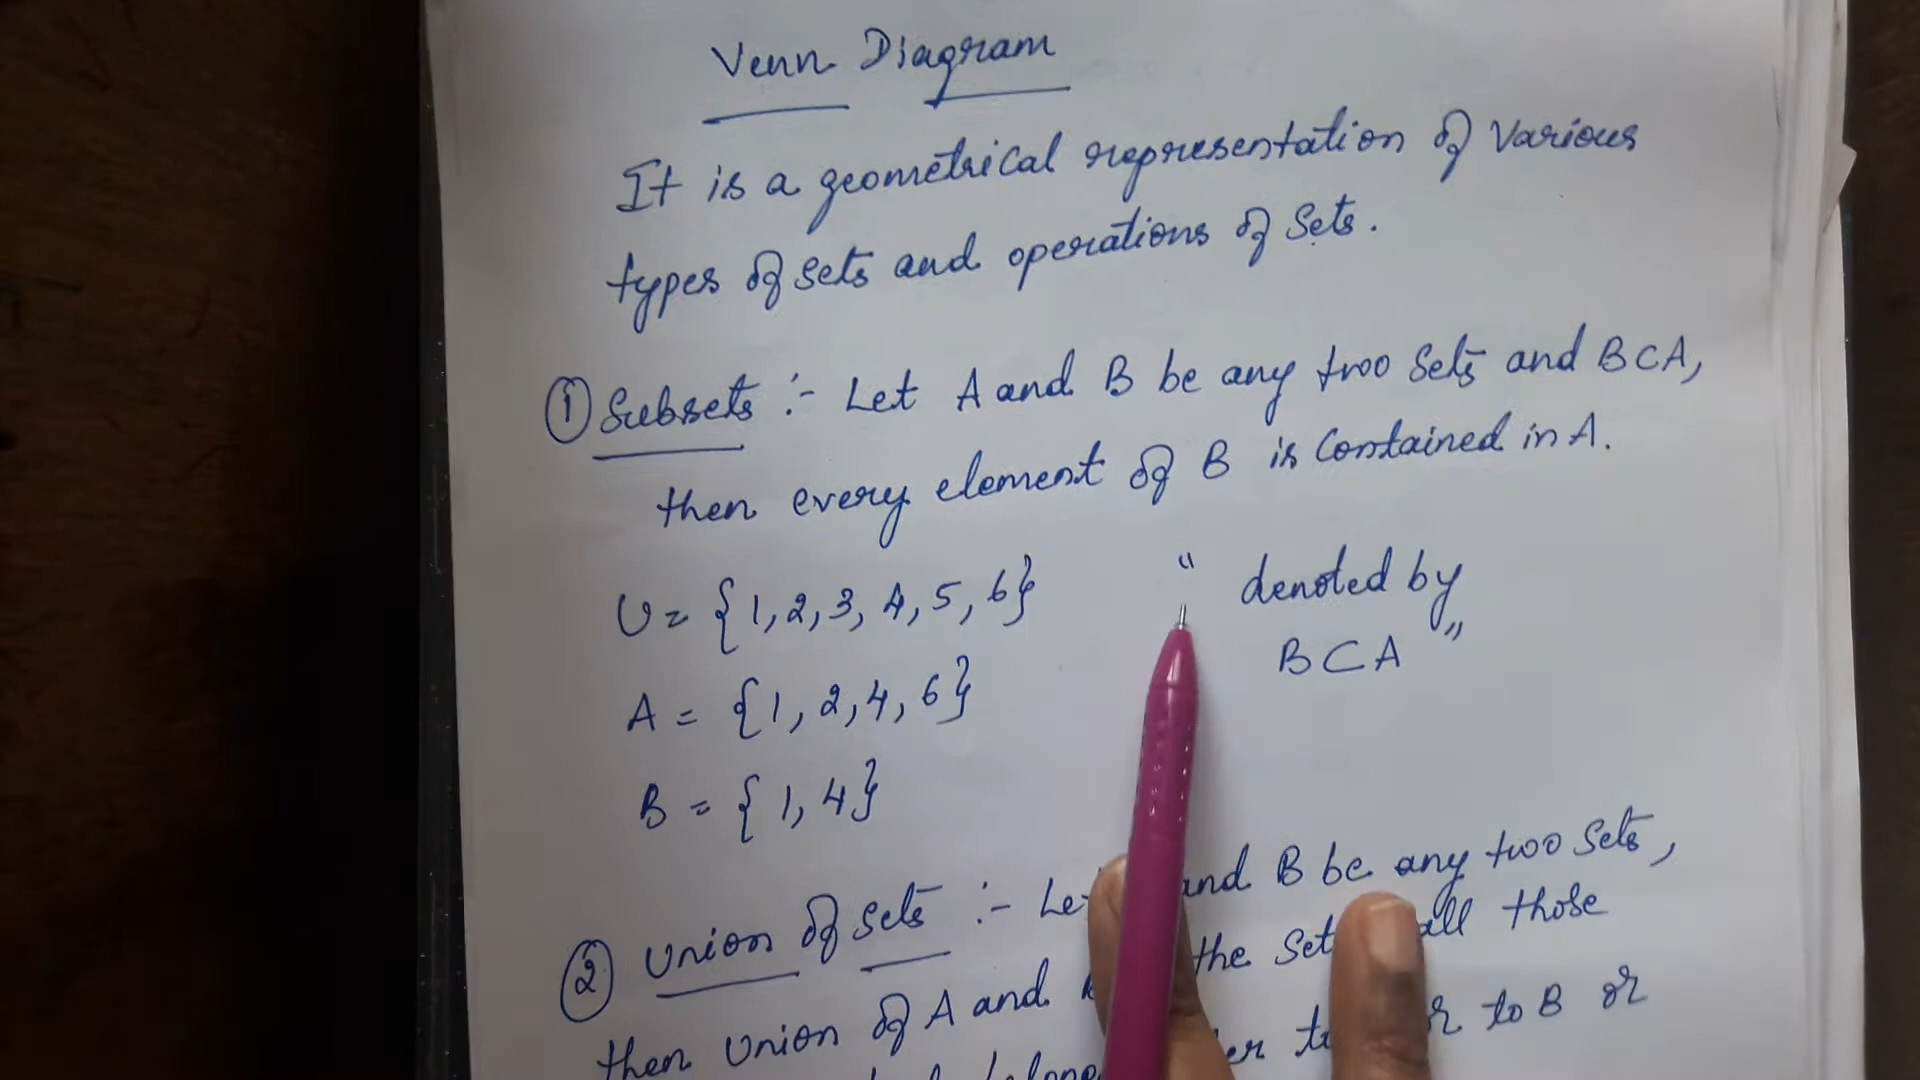 Venn Diagram
It is a geometrical representation of Various
types of sets and operations of Sets.
① Subsets :- Let A and B be any two Sets and B⊂A,
then every element of B is Contained in A.
U = {1, 2, 3, 4, 5, 6}
A = {1, 2, 4, 6}
B = {1, 4}
" denoted by
B⊂A "
② Union of Sets :- and B be any two Sets,
then Union of A and the Set all those
to B or